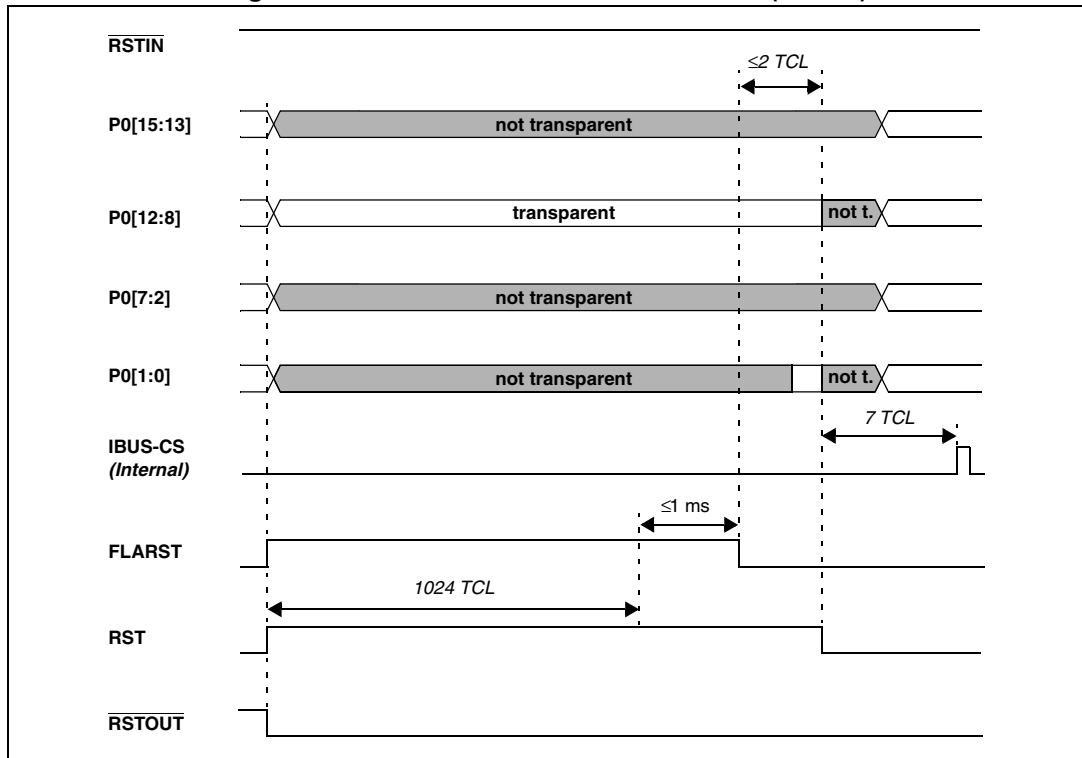 RSTIN
≤2 TCL
P0[15:13]
not transparent
P0[12:8]
transparent
not t.
P0[7:2]
not transparent
P0[1:0]
not transparent
not t.
7 TCL
IBUS-CS
(Internal)
≤1 ms
FLARST
1024 TCL
RST
RSTOUT